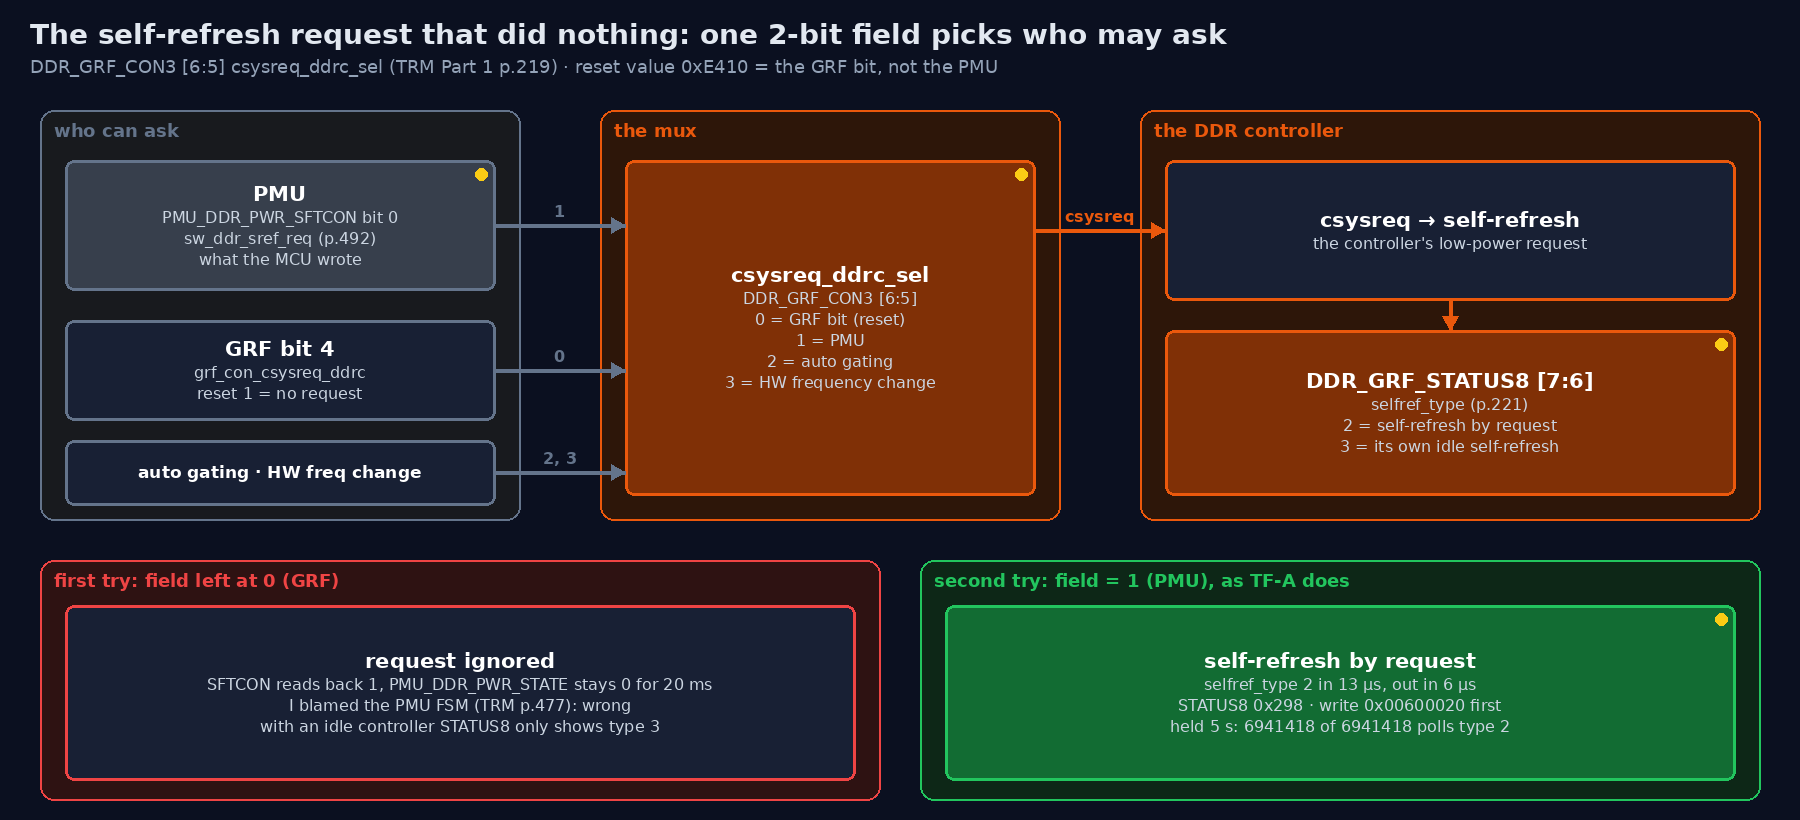 The self-refresh request that did nothing: one 2-bit field picks who may ask
DDR_GRF_CON3 [6:5] csysreq_ddrc_sel (TRM Part 1 p.219) · reset value 0xE410 = the GRF bit, not the PMU
who can ask
PMU
PMU_DDR_PWR_SFTCON bit 0
sw_ddr_sref_req (p.492)
what the MCU wrote
GRF bit 4
grf_con_csysreq_ddrc
reset 1 = no request
auto gating · HW freq change
1
0
2, 3
the mux
csysreq_ddrc_sel
DDR_GRF_CON3 [6:5]
0 = GRF bit (reset)
1 = PMU
2 = auto gating
3 = HW frequency change
csysreq
the DDR controller
csysreq → self-refresh
the controller's low-power request
DDR_GRF_STATUS8 [7:6]
selfref_type (p.221)
2 = self-refresh by request
3 = its own idle self-refresh
first try: field left at 0 (GRF)
request ignored
SFTCON reads back 1, PMU_DDR_PWR_STATE stays 0 for 20 ms
I blamed the PMU FSM (TRM p.477): wrong
with an idle controller STATUS8 only shows type 3
second try: field = 1 (PMU), as TF-A does
self-refresh by request
selfref_type 2 in 13 µs, out in 6 µs
STATUS8 0x298 · write 0x00600020 first
held 5 s: 6941418 of 6941418 polls type 2